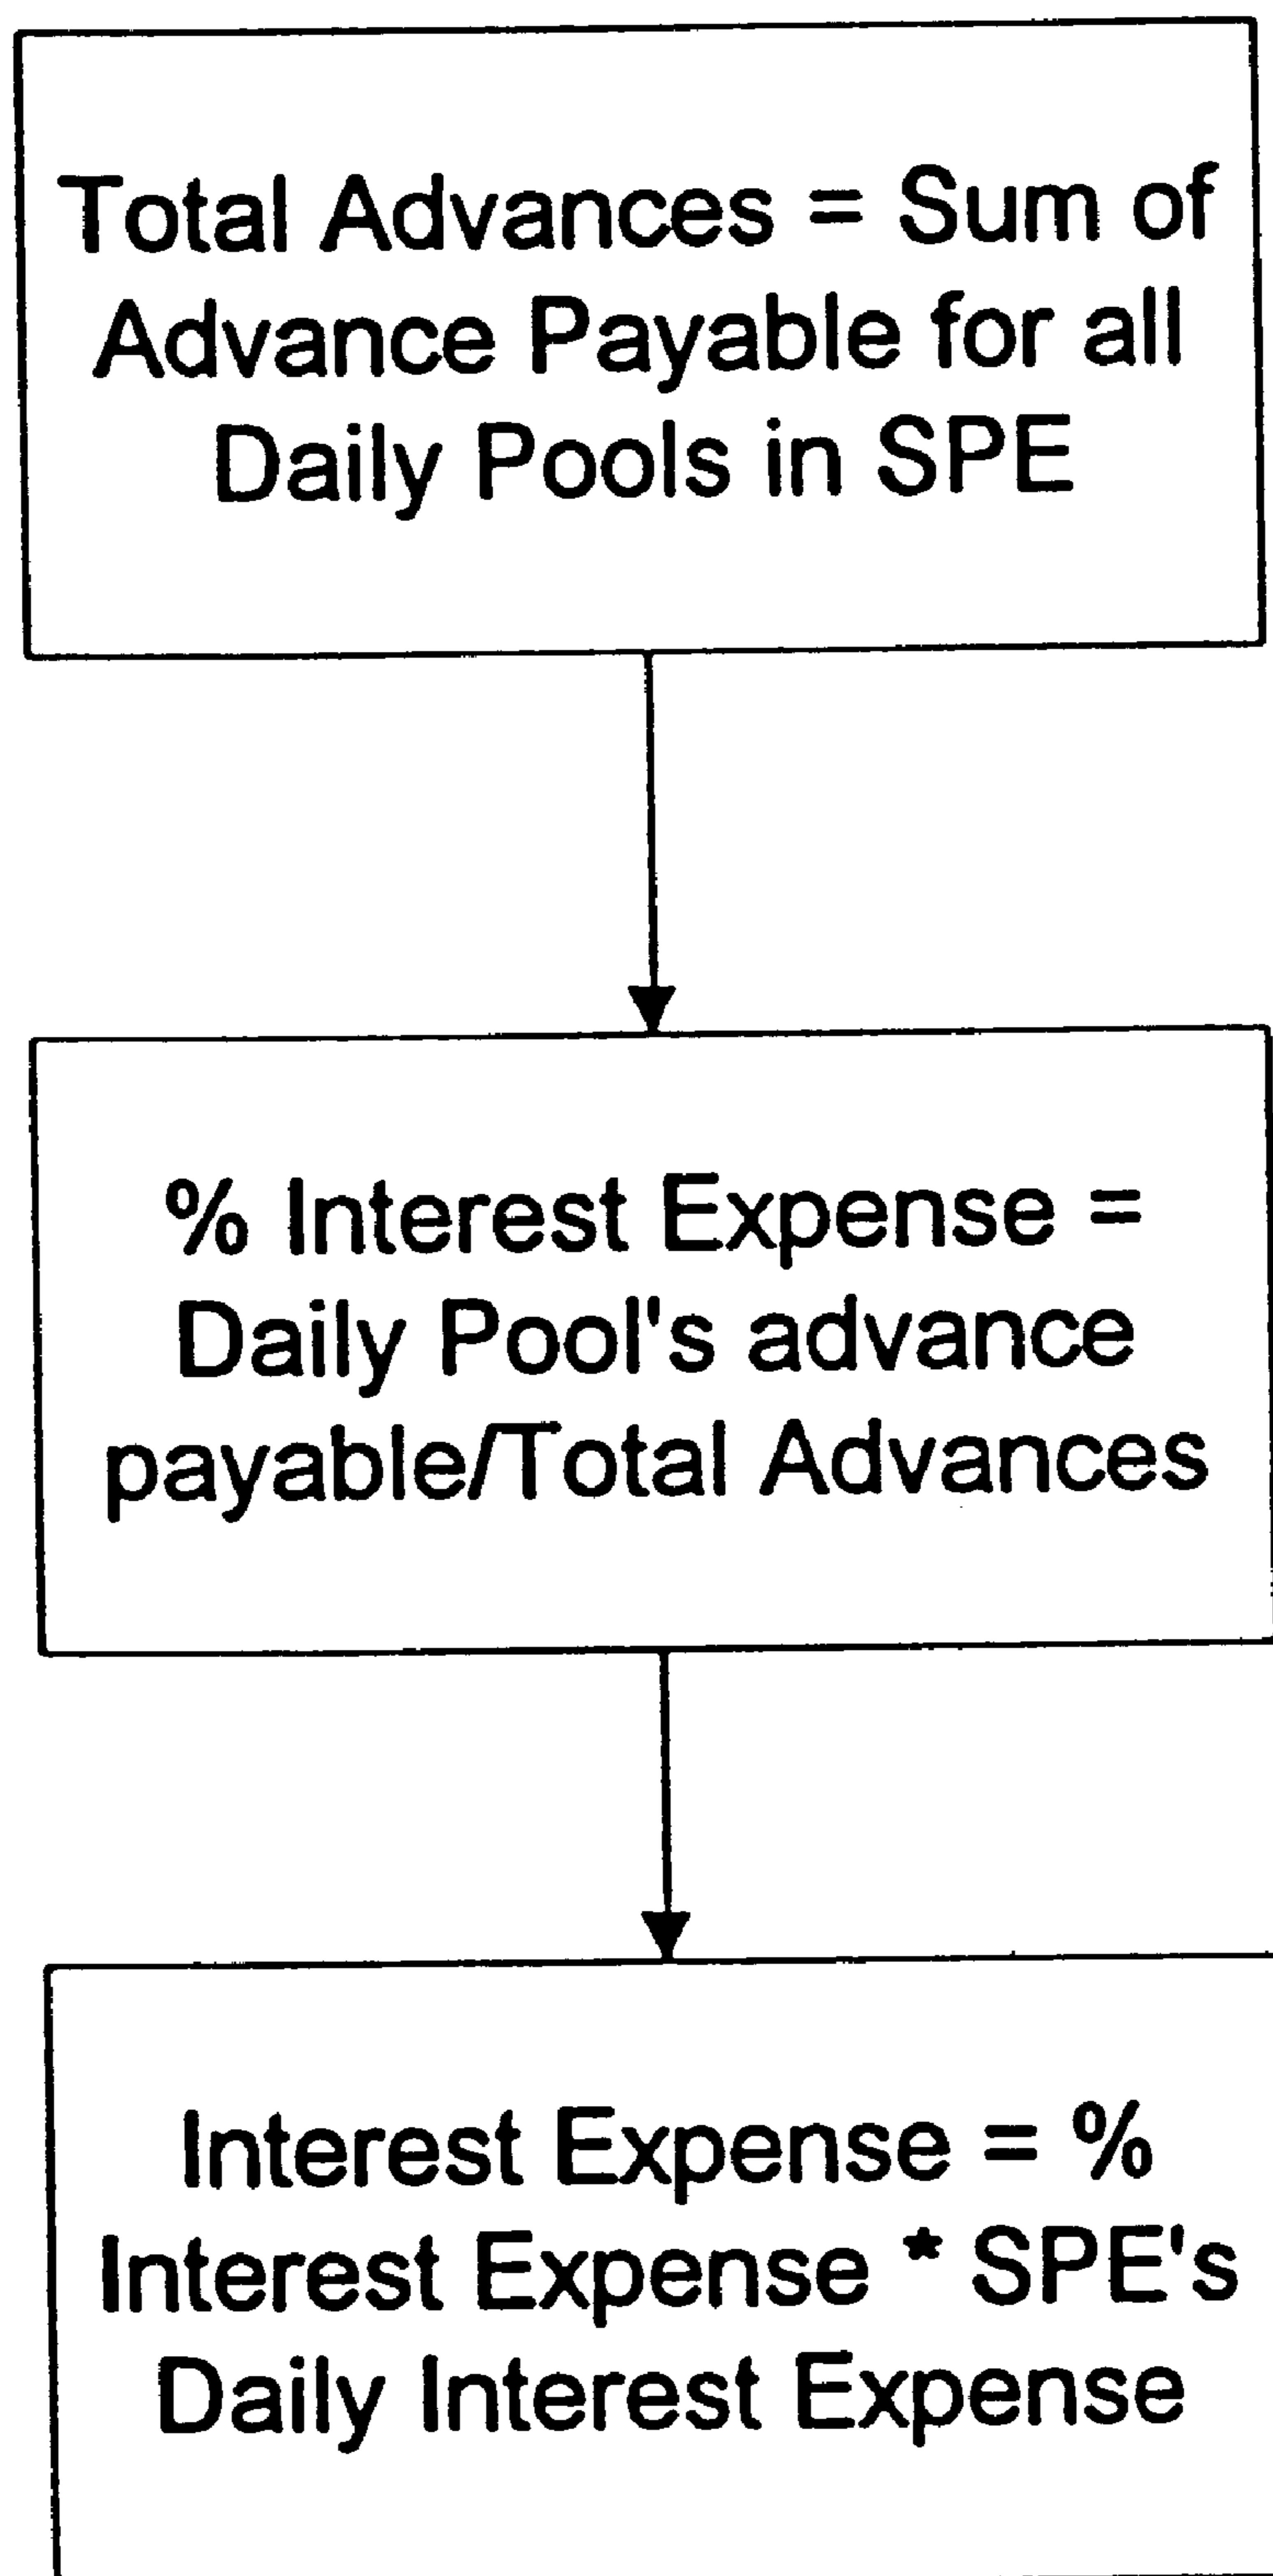 Total Advances = Sum of
Advance Payable for all
Daily Pools in SPE
% Interest Expense =
Daily Pool's advance
payable/Total Advances
Interest Expense = %
Interest Expense * SPE's
Daily Interest Expense